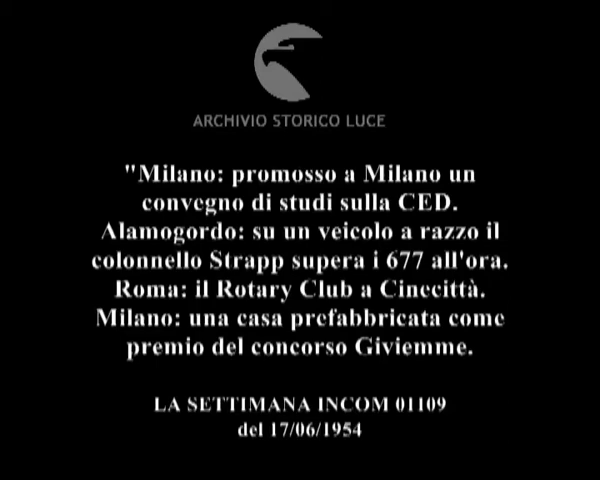 ARCHIVIO STORICO LUCE
"Milano: promosso a Milano un
convegno di studi sulla CED.
Alamogordo: su un veicolo a razzo il
colonnello Strapp supera i 677 all'ora.
Roma: il Rotary Club a Cinecittà.
Milano: una casa prefabbricata come
premio del concorso Giviemme.
LA SETTIMANA INCOM 01109
del 17/06/1954